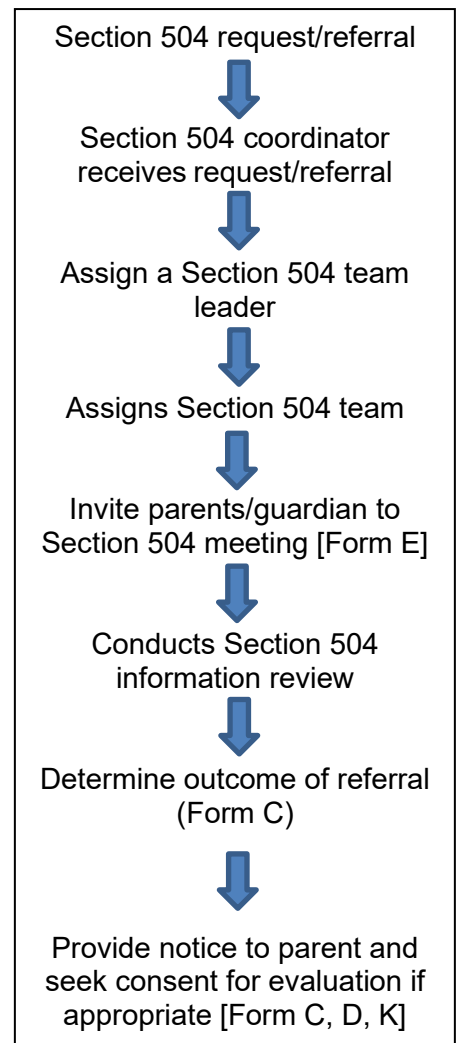 Section 504 request/referral
Section 504 coordinator
receives request/referral
Assign a Section 504 team
leader
Assigns Section 504 team
Invite parents/guardian to
Section 504 meeting [Form E]
Conducts Section 504
information review
Determine outcome of referral
(Form C)
Provide notice to parent and
seek consent for evaluation if
appropriate [Form C, D, K]